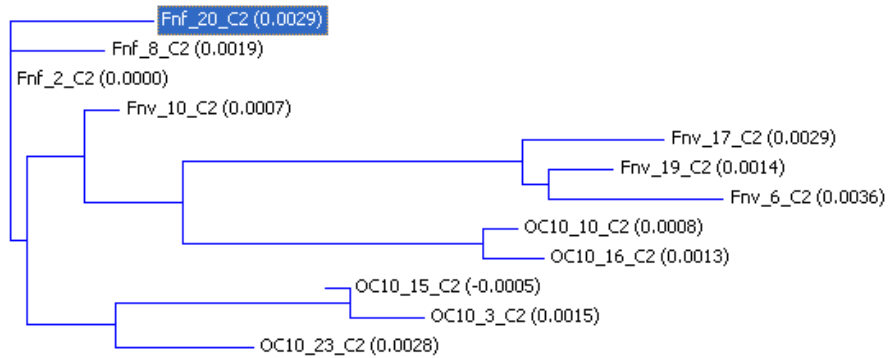 Fnf_20_C2 (0.0029)
Fnf_8_C2 (0.0019)
Fnf_2_C2 (0.0000)
Fnv_10_C2 (0.0007)
Fnv_17_C2 (0.0029)
Fnv_19_C2 (0.0014)
Fnv_6_C2 (0.0036)
OC10_10_C2 (0.0008)
OC10_16_C2 (0.0013)
OC10_15_C2 (-0.0005)
OC10_3_C2 (0.0015)
OC10_23_C2 (0.0028)